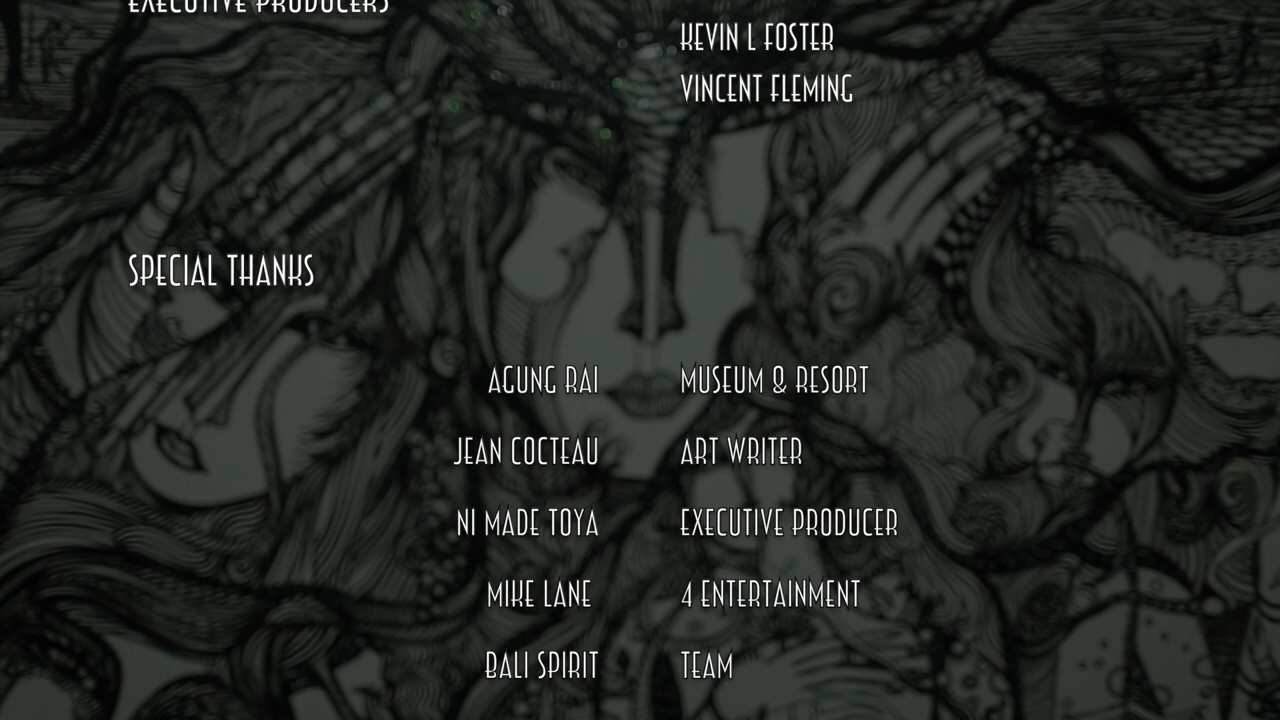 EXECUTIVE PRODUCERS
KEVIN L FOSTER
VINCENT FLEMING
SPECIAL THANKS
AGUNG RAI MUSEUM & RESORT
JEAN COCTEAU ART WRITER
NI MADE TOYA EXECUTIVE PRODUCER
MIKE LANE 4 ENTERTAINMENT
BALI SPIRIT TEAM